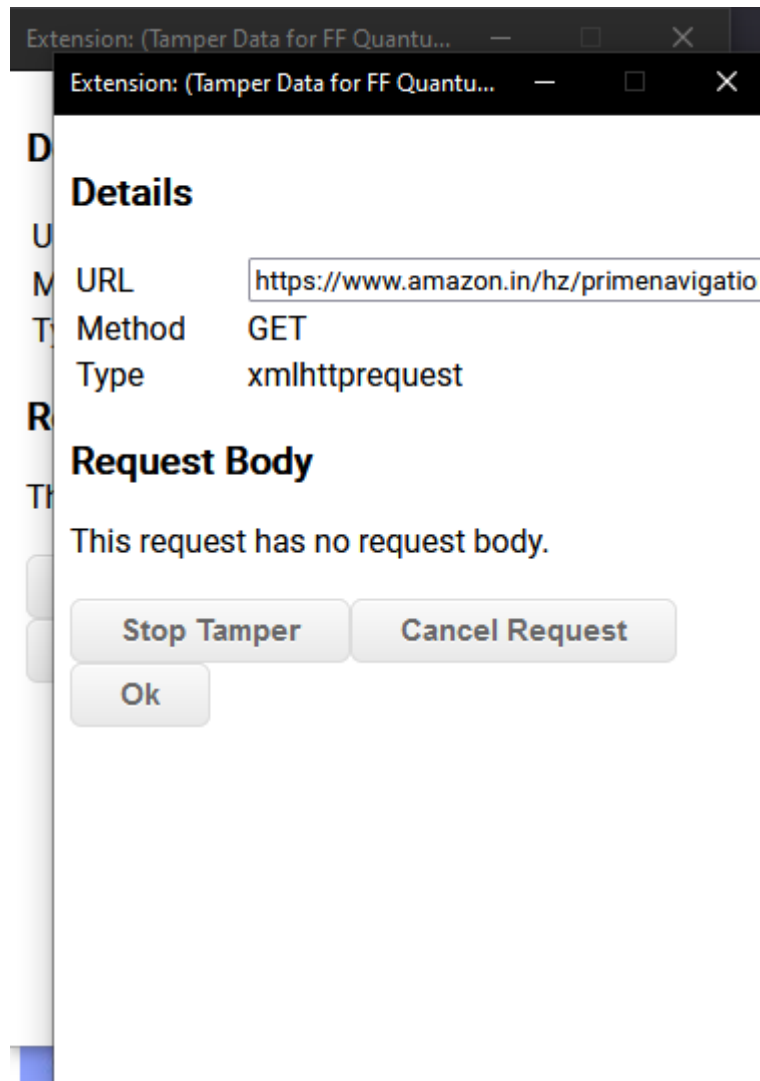 Extension: (Tamper Data for FF Quantu...
Extension: (Tamper Data for FF Quantu...
Details
URL https://www.amazon.in/hz/primenavigatio
Method GET
Type xmlhttprequest
Request Body
This request has no request body.
Stop Tamper Cancel Request
Ok